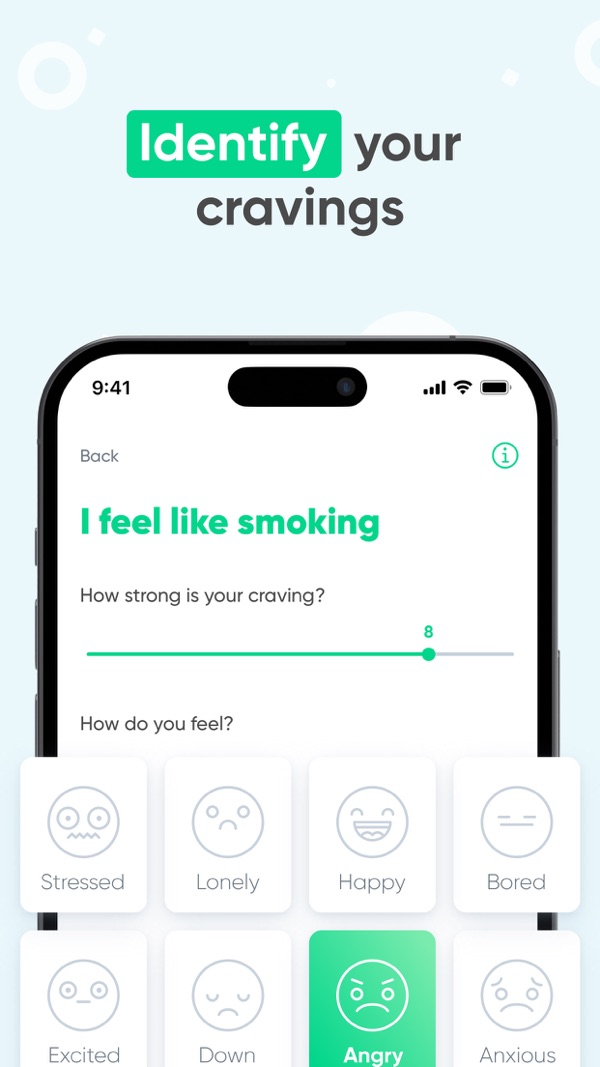 Identify your
cravings
9:41
Back
I feel like smoking
How strong is your craving?
8
How do you feel?
Stressed Lonely Happy Bored
Excited Down Angry Anxious